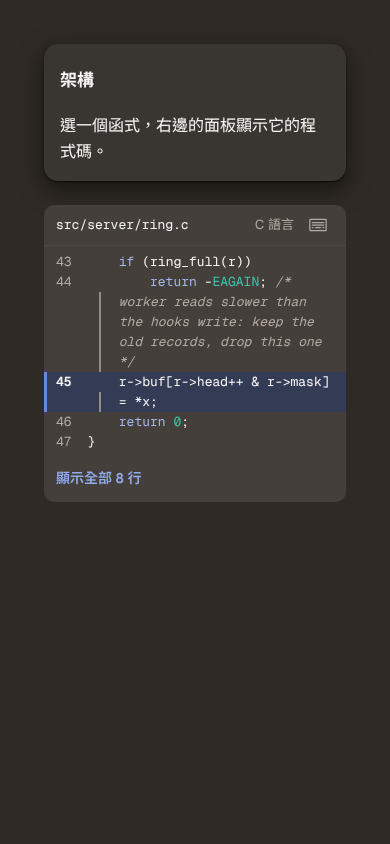 架構
選一個函式，右邊的面板顯示它的程
式碼。
src/server/ring.c
C 語言
43 if (ring_full(r))
44 return -EAGAIN; /*
worker reads slower than
the hooks write: keep the
old records, drop this one
*/
45 r->buf[r->head++ & r->mask]
= *x;
46 return 0;
47 }
顯示全部 8 行